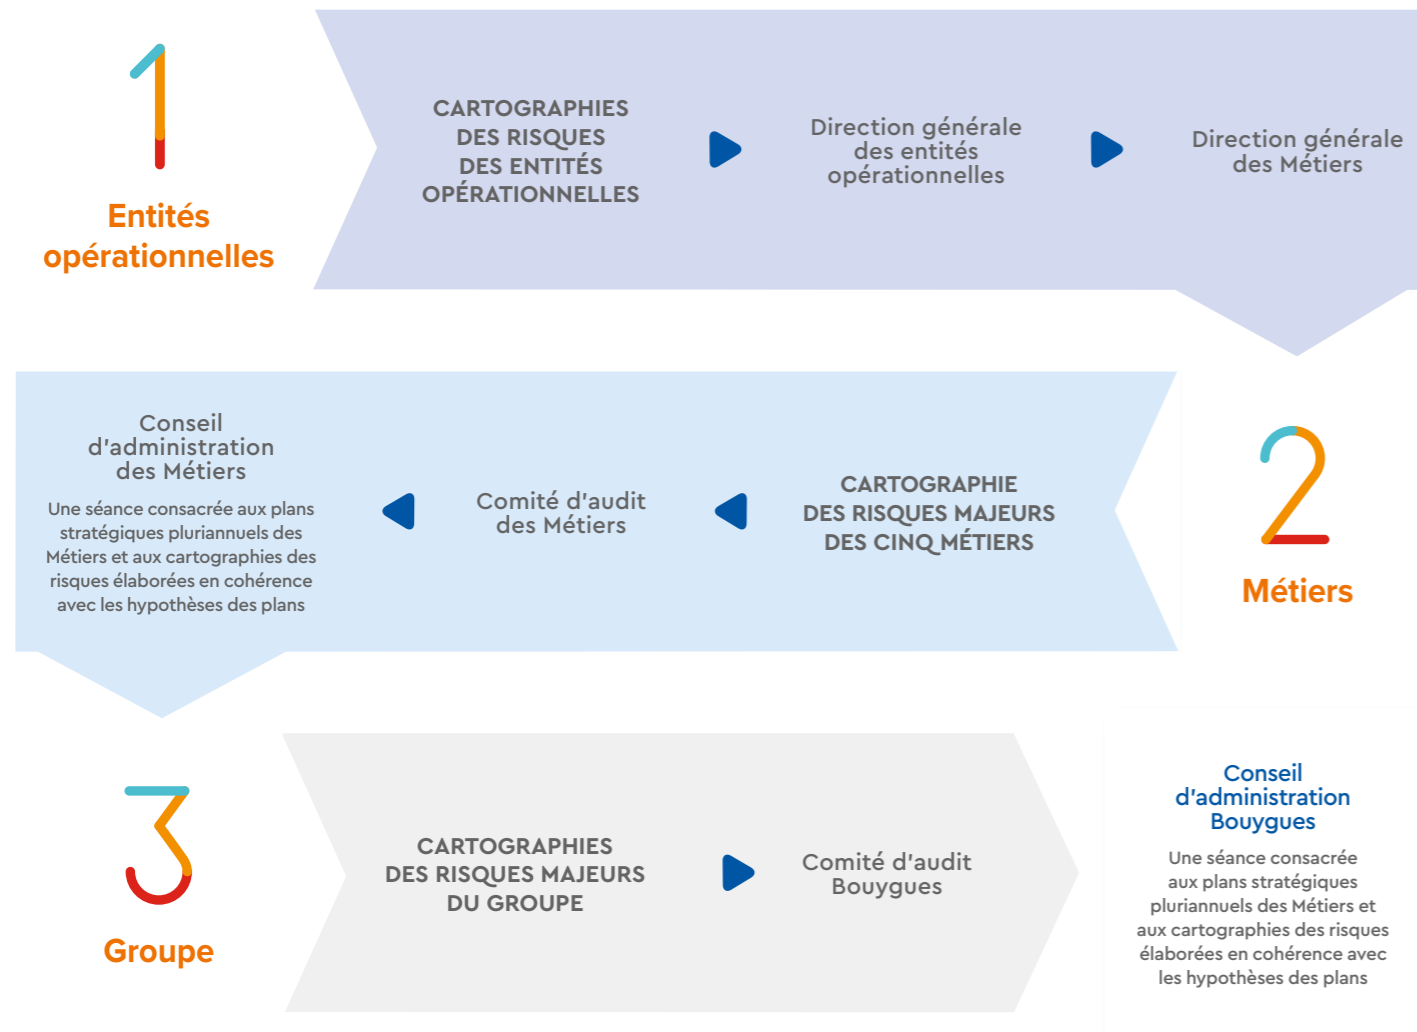 1
Entités
opérationnelles
CARTOGRAPHIES
DES RISQUES
DES ENTITÉS
OPÉRATIONNELLES
Direction générale
des entités
opérationnelles
Direction générale
des Métiers
2
Métiers
CARTOGRAPHIE
DES RISQUES MAJEURS
DES CINQ MÉTIERS
Comité d'audit
des Métiers
Conseil
d'administration
des Métiers
Une séance consacrée aux plans
stratégiques pluriannuels des
Métiers et aux cartographies des
risques élaborées en cohérence
avec les hypothèses des plans
3
Groupe
CARTOGRAPHIES
DES RISQUES MAJEURS
DU GROUPE
Comité d'audit
Bouygues
Conseil
d'administration
Bouygues
Une séance consacrée
aux plans stratégiques
pluriannuels des Métiers et
aux cartographies des risques
élaborées en cohérence avec
les hypothèses des plans